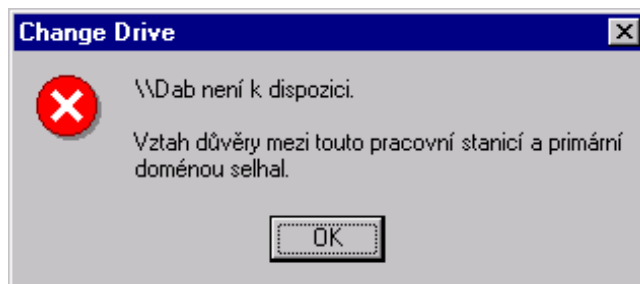 Change Drive
\\Dab není k dispozici.
Vztah důvěry mezi touto pracovní stanicí a primární
doménou selhal.
OK